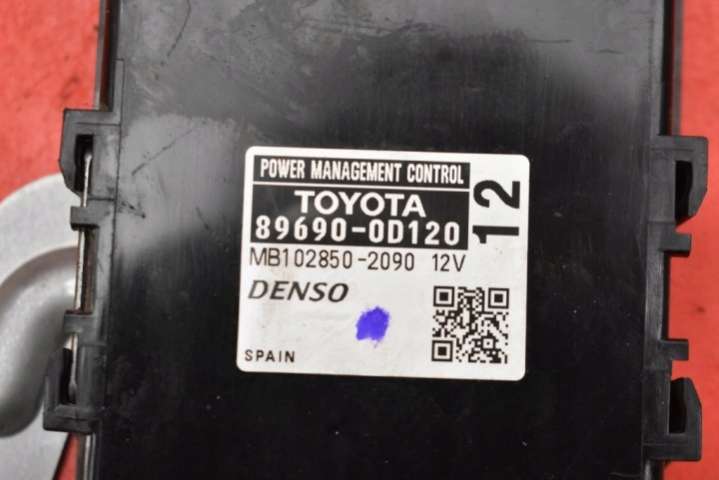 POWER MANAGEMENT CONTROL
TOYOTA
89690-0D120
12
MB102850-2090 12V
DENSO
SPAIN